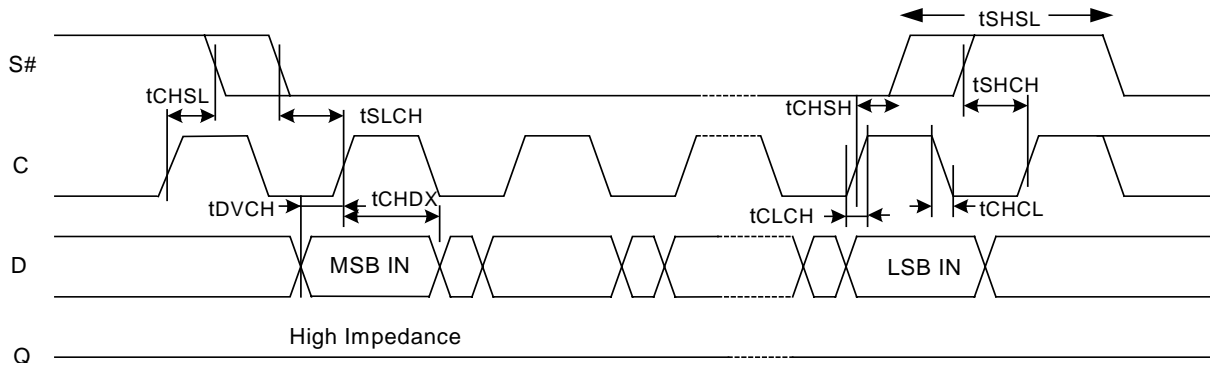 tSHSL
S#
tCHSL
tSLCH
tCHSH
tSHCH
C
tDVCH
tCHDX
tCLCH
tCHCL
D
MSB IN
LSB IN
High Impedance
Q